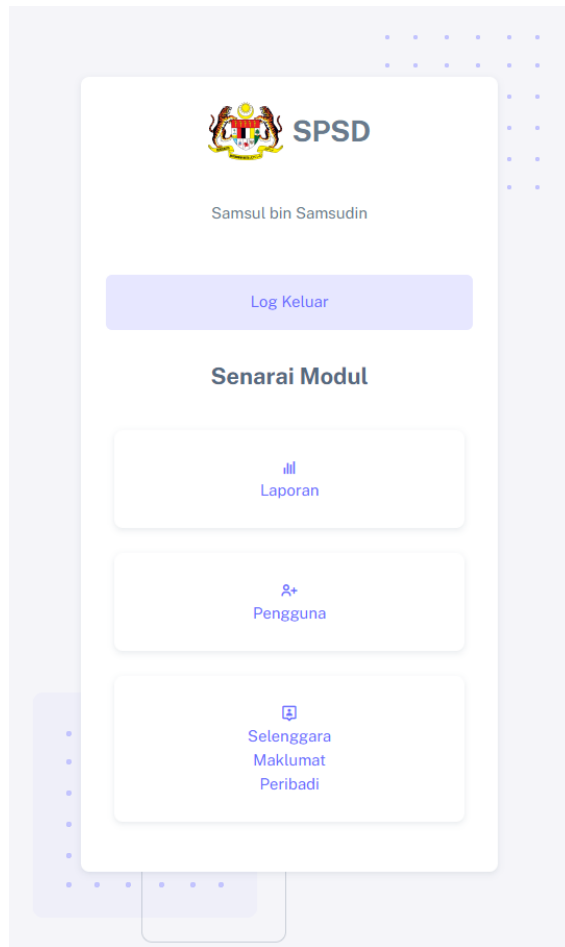 SPSD
Samsul bin Samsudin
Log Keluar
Senarai Modul
Laporan
Pengguna
Selenggara
Maklumat
Peribadi